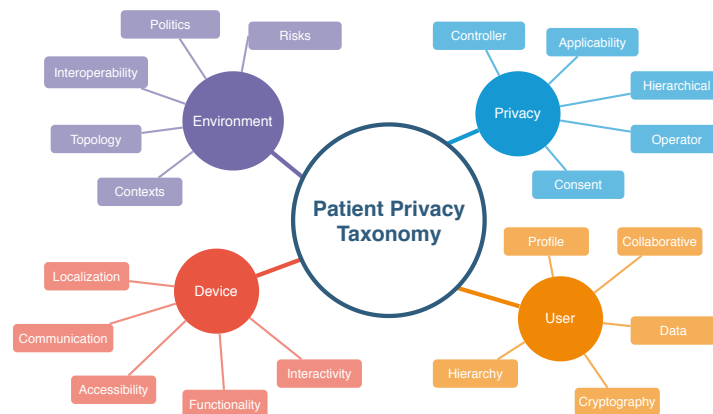 Politics
Risks
Interoperability
Environment
Topology
Contexts
Controller
Applicability
Hierarchical
Privacy
Operator
Consent
Patient Privacy
Taxonomy
Localization
Device
Communication
Accessibility
Functionality
Interactivity
Profile
Collaborative
User
Data
Hierarchy
Cryptography